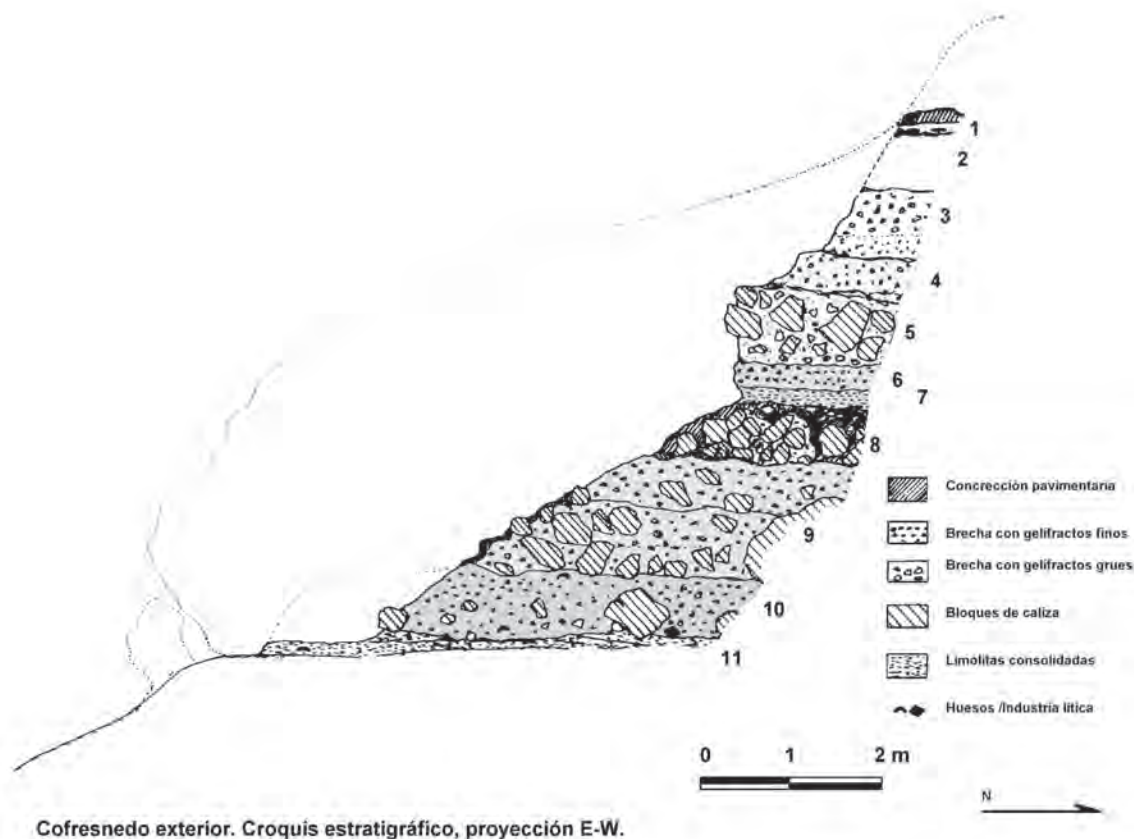 1
2
3
4
5
6
7
8
9
10
11
Concrección pavimentaria
Brecha con gelifractos finos
Brecha con gelifractos grues
Bloques de caliza
Limolitas consolidadas
Huesos /Industria lítica
0 1 2 m
N
Cofresnedo exterior. Croquis estratigráfico, proyección E-W.